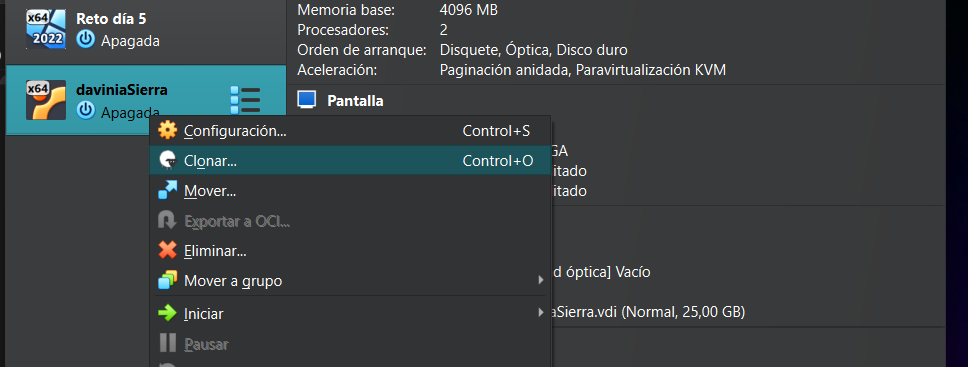 x64
2022
Reto día 5
Apagada
x64
daviniaSierra
Apagada
Memoria base: 4096 MB
Procesadores: 2
Orden de arranque: Disquete, Óptica, Disco duro
Aceleración: Paginación anidada, Paravirtualización KVM
Pantalla
GA
itado
itado
d óptica] Vacío
aSierra.vdi (Normal, 25,00 GB)
Configuración... Control+S
Clonar... Control+O
Mover...
Exportar a OCI...
Eliminar...
Mover a grupo
Iniciar
Pausar